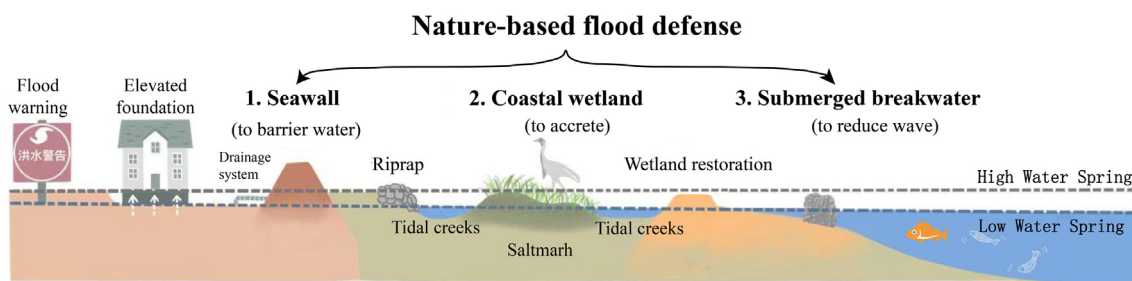 Nature-based flood defense
Flood
warning
Elevated
foundation
1. Seawall
(to barrier water)
2. Coastal wetland
(to accrete)
3. Submerged breakwater
(to reduce wave)
洪水警告
Drainage
system
Riprap
Wetland restoration
High Water Spring
Tidal creeks
Saltmarh
Tidal creeks
Low Water Spring